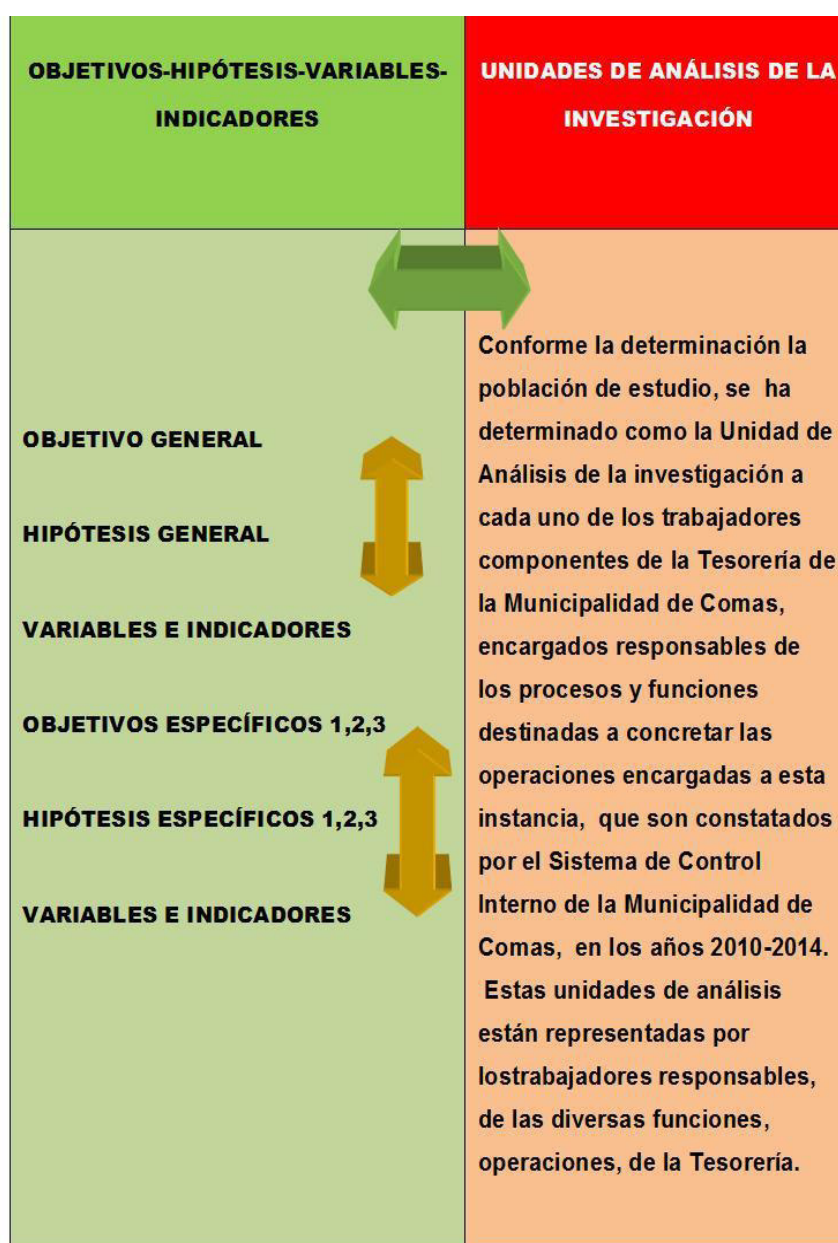 OBJETIVOS-HIPÓTESIS-VARIABLES-
INDICADORES
UNIDADES DE ANÁLISIS DE LA
INVESTIGACIÓN
OBJETIVO GENERAL
HIPÓTESIS GENERAL
VARIABLES E INDICADORES
OBJETIVOS ESPECÍFICOS 1,2,3
HIPÓTESIS ESPECÍFICOS 1,2,3
VARIABLES E INDICADORES
Conforme la determinación la
población de estudio, se ha
determinado como la Unidad de
Análisis de la investigación a
cada uno de los trabajadores
componentes de la Tesorería de
la Municipalidad de Comas,
encargados responsables de
los procesos y funciones
destinadas a concretar las
operaciones encargadas a esta
instancia, que son constatados
por el Sistema de Control
Interno de la Municipalidad de
Comas, en los años 2010-2014.
Estas unidades de análisis
están representadas por
lostrabajadores responsables,
de las diversas funciones,
operaciones, de la Tesorería.